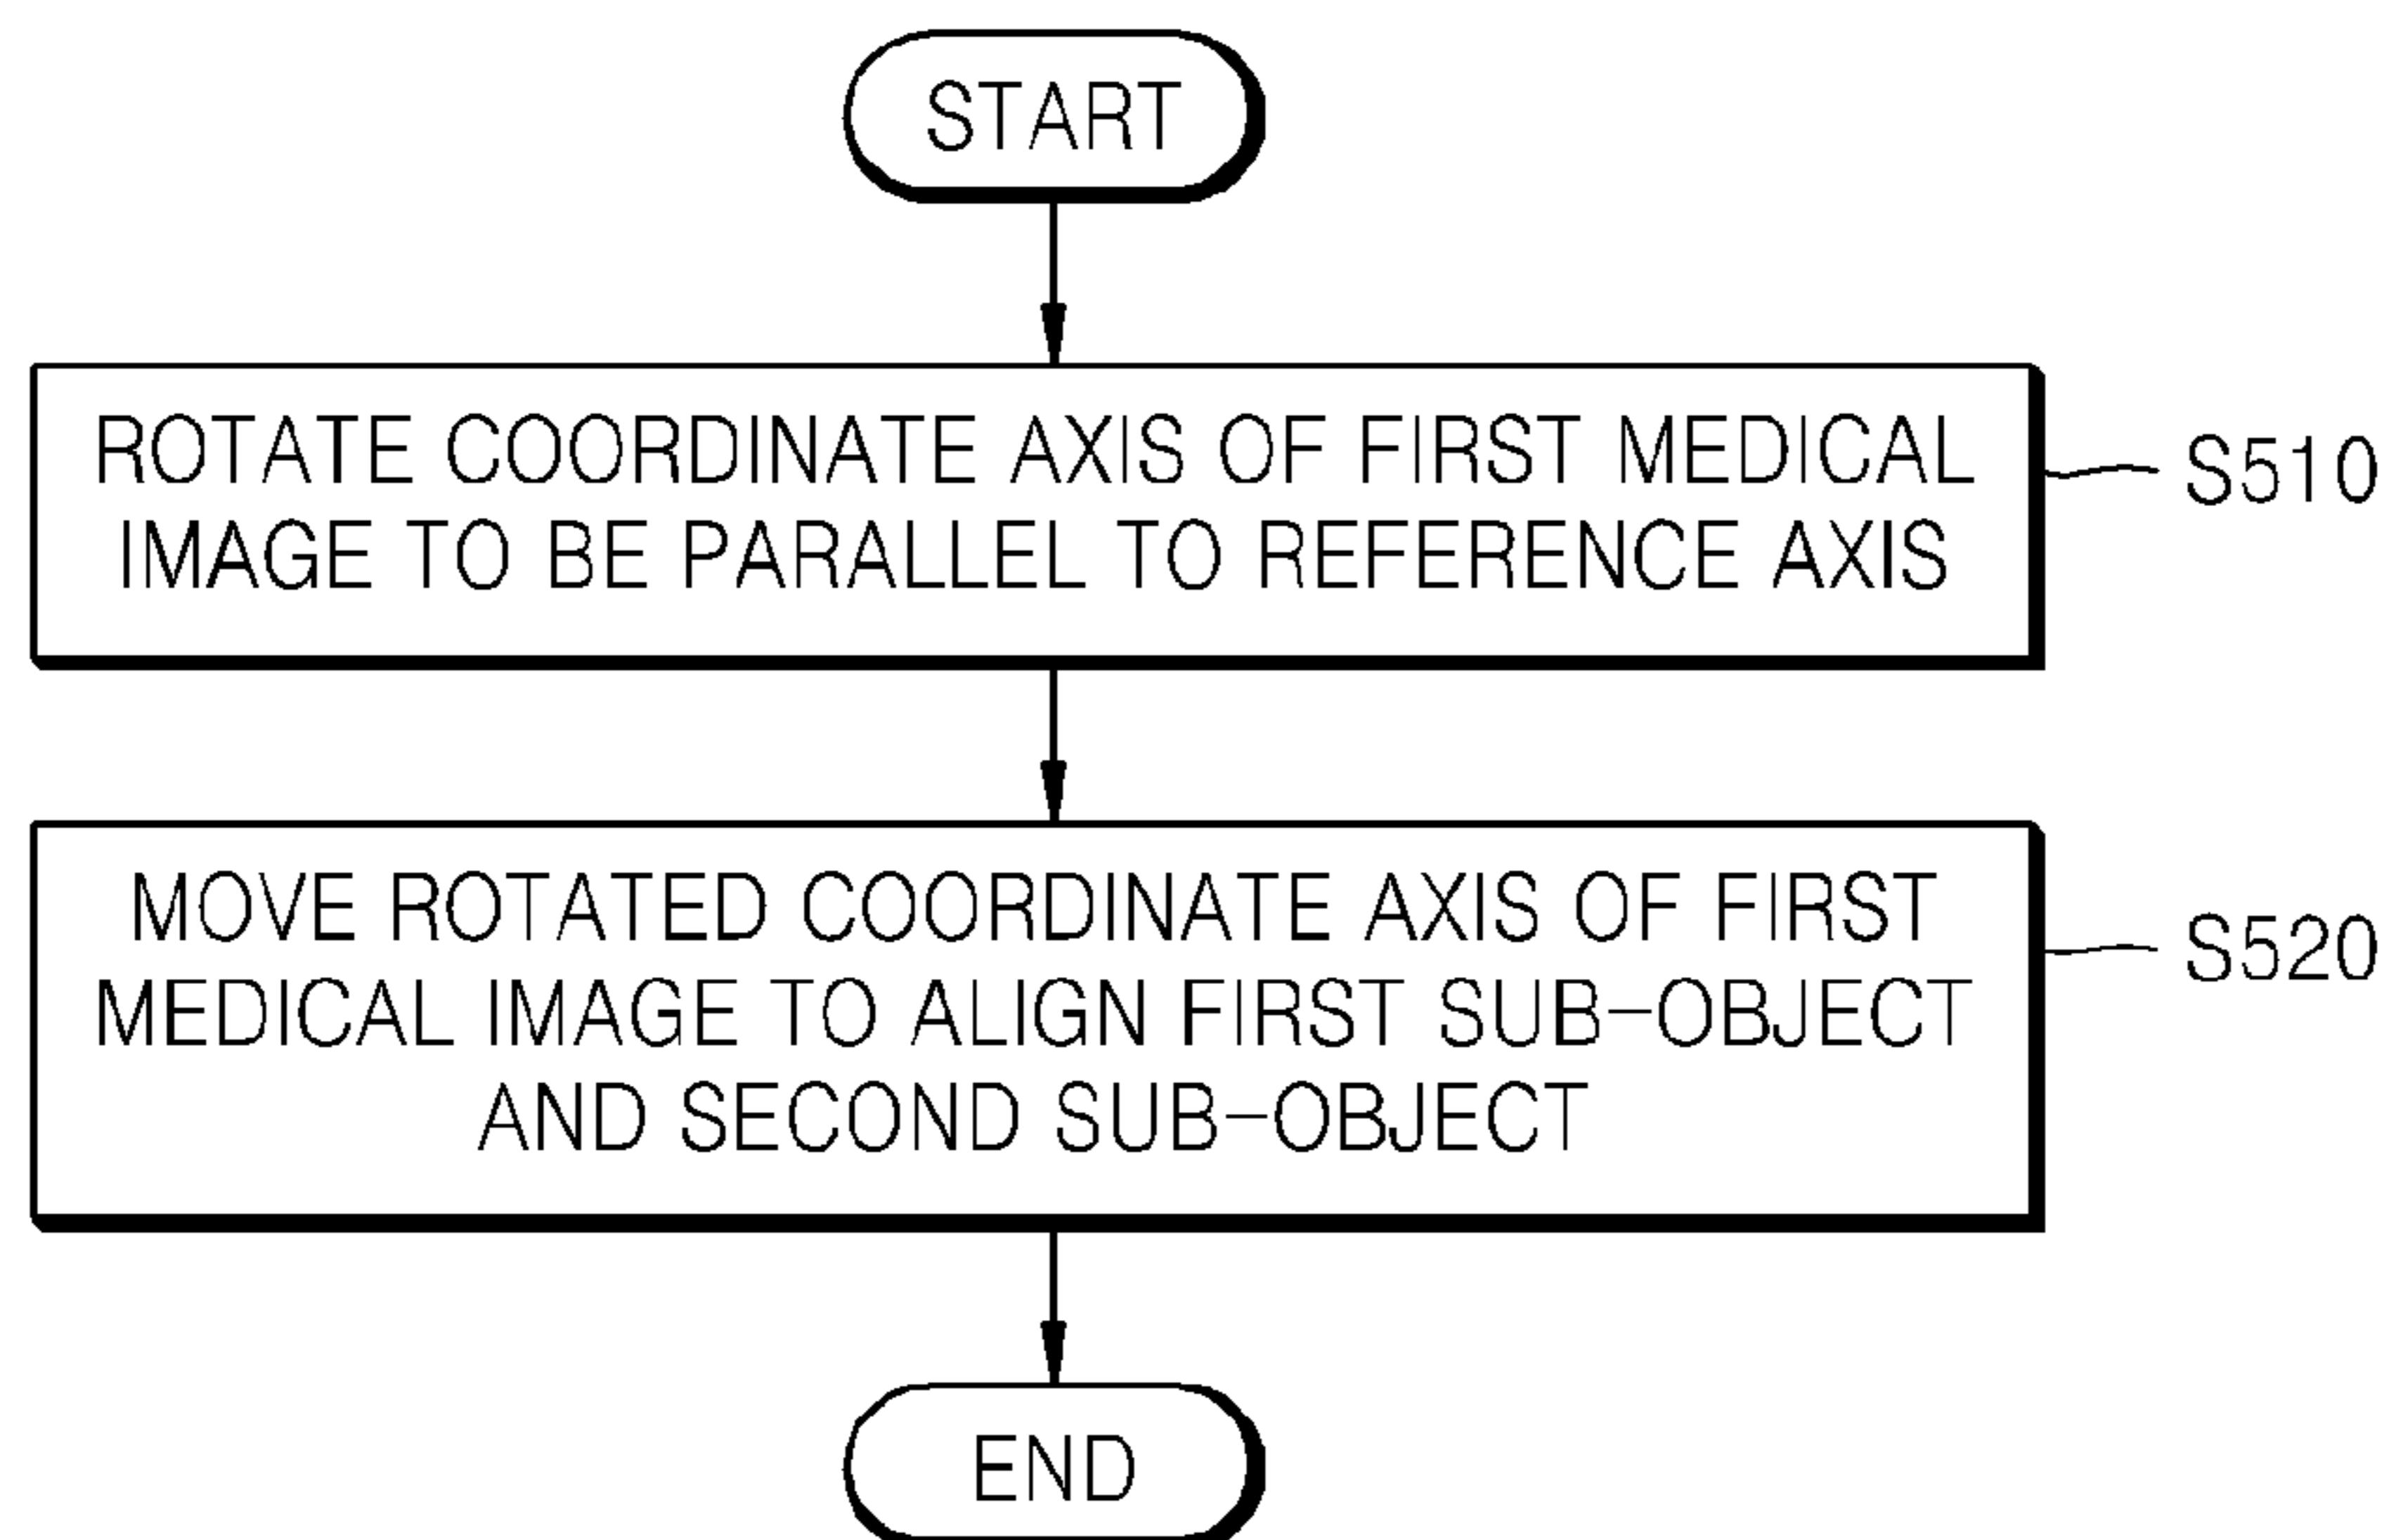 START
ROTATE COORDINATE AXIS OF FIRST MEDICAL
IMAGE TO BE PARALLEL TO REFERENCE AXIS
S510
MOVE ROTATED COORDINATE AXIS OF FIRST
MEDICAL IMAGE TO ALIGN FIRST SUB-OBJECT
AND SECOND SUB-OBJECT
S520
END